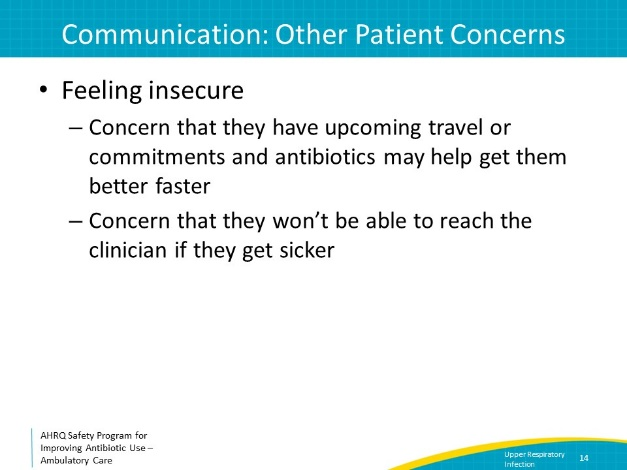 Communication: Other Patient Concerns
• Feeling insecure
– Concern that they have upcoming travel or
commitments and antibiotics may help get them
better faster
– Concern that they won’t be able to reach the
clinician if they get sicker
AHRQ Safety Program for
Improving Antibiotic Use –
Ambulatory Care
Upper Respiratory
Infection
14